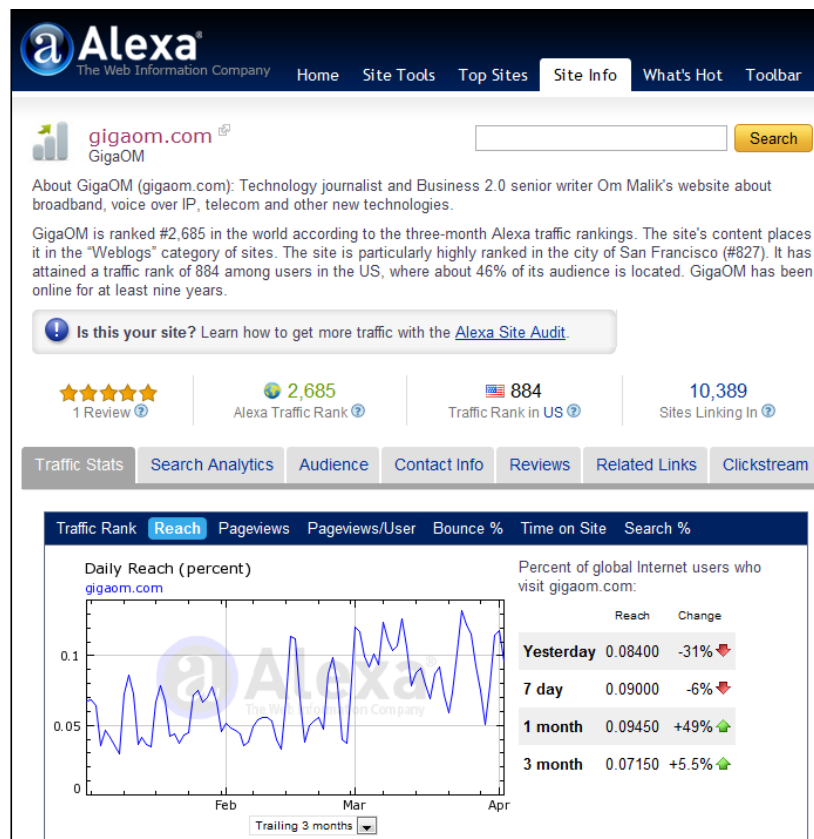 Alexa®
The Web Information Company
Home Site Tools Top Sites Site Info What's Hot Toolbar
gigaom.com
GigaOM
Search
About GigaOM (gigaom.com): Technology journalist and Business 2.0 senior writer Om Malik's website about
broadband, voice over IP, telecom and other new technologies.
GigaOM is ranked #2,685 in the world according to the three-month Alexa traffic rankings. The site's content places
it in the “Weblogs” category of sites. The site is particularly highly ranked in the city of San Francisco (#827). It has
attained a traffic rank of 884 among users in the US, where about 46% of its audience is located. GigaOM has been
online for at least nine years.
Is this your site? Learn how to get more traffic with the Alexa Site Audit.
2,685 884 10,389
1 Review ? Alexa Traffic Rank ? Traffic Rank in US ? Sites Linking In ?
Traffic Stats Search Analytics Audience Contact Info Reviews Related Links Clickstream
Traffic Rank Reach Pageviews Pageviews/User Bounce % Time on Site Search %
Daily Reach (percent)
gigaom.com
0.1
0.05
0
Alexa®
The Web Information Company
Feb Mar Apr
Trailing 3 months
Percent of global Internet users who
visit gigaom.com:
Reach Change
Yesterday 0.08400 -31%
7 day 0.09000 -6%
1 month 0.09450 +49%
3 month 0.07150 +5.5%